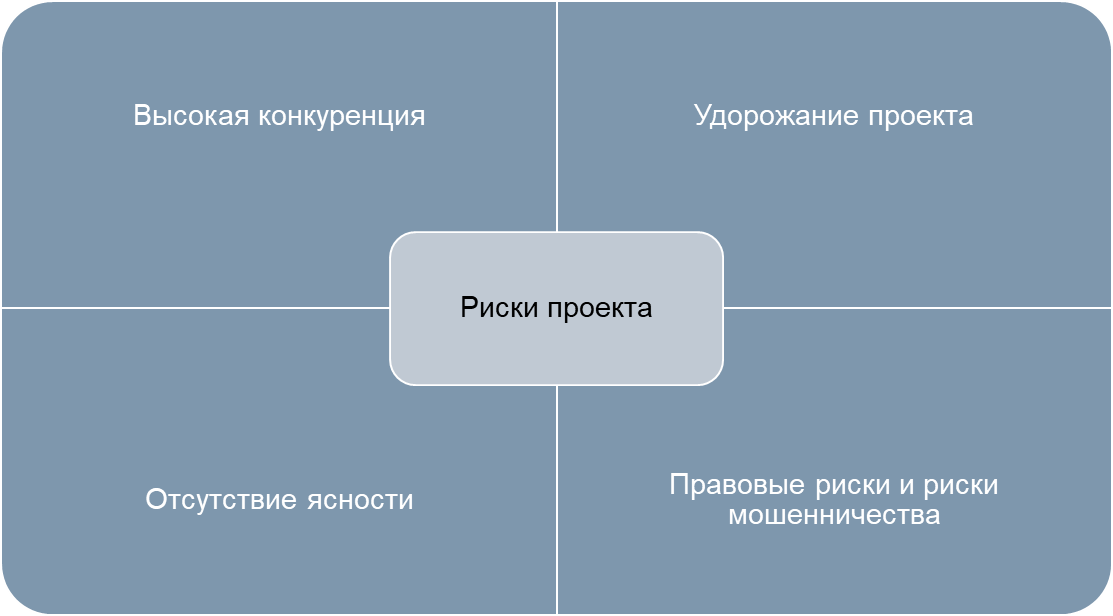 Высокая конкуренция
Удорожание проекта
Риски проекта
Отсутствие ясности
Правовые риски и риски
мошенничества